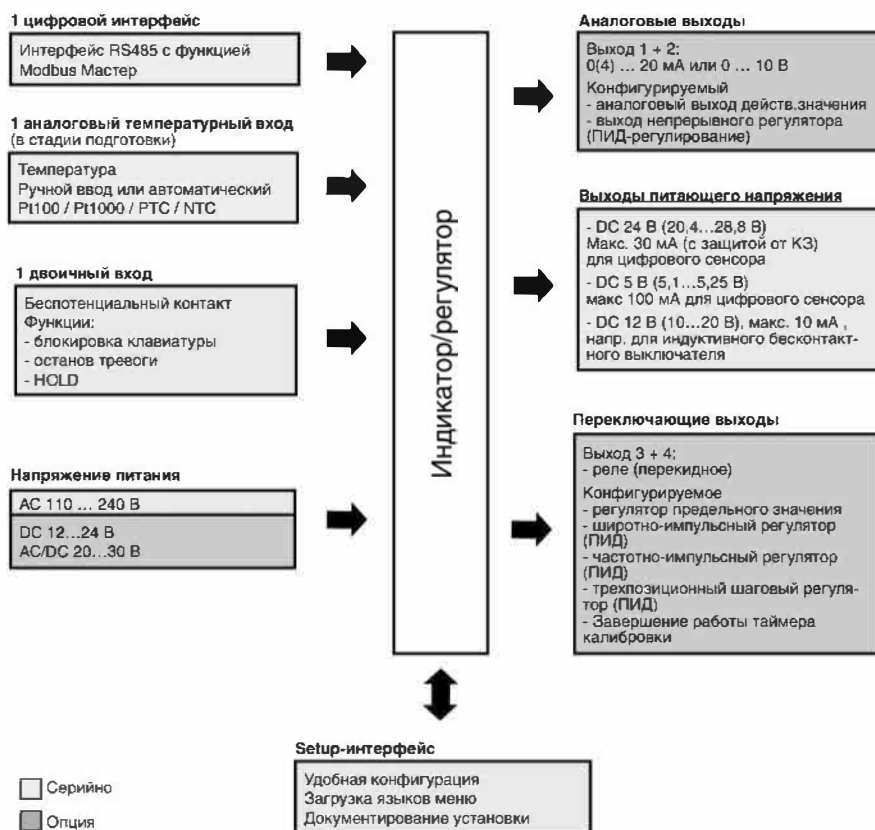 1 цифровой интерфейс
Интерфейс RS485 с функцией
Modbus Мастер
1 аналоговый температурный вход
(в стадии подготовки)
Температура
Ручной ввод или автоматический
Pt100 / Pt1000 / PTC / NTC
1 двоичный вход
Беспотенциальный контакт
Функции:
- блокировка клавиатуры
- останов тревоги
- HOLD
Напряжение питания
AC 110 ... 240 В
DC 12...24 В
AC/DC 20...30 В
Индикатор/регулятор
Аналоговые выходы
Выход 1 + 2:
0(4) ... 20 мА или 0 ... 10 В
Конфигурируемый
- аналоговый выход действ.значения
- выход непрерывного регулятора
(ПИД-регулирование)
Выходы питающего напряжения
- DC 24 В (20,4...28,8 В)
Макс. 30 мА (с защитой от КЗ)
для цифрового сенсора
- DC 5 В (5,1...5,25 В)
макс 100 мА для цифрового сенсора
- DC 12 В (10...20 В), макс. 10 мА ,
напр. для индуктивного бесконтакт-
ного выключателя
Переключающие выходы
Выход 3 + 4:
- реле (перекидное)
Конфигурируемое
- регулятор предельного значения
- широтно-импульсный регулятор
(ПИД)
- частотно-импульсный регулятор
(ПИД)
- трехпозиционный шаговый регуля-
тор (ПИД)
- Завершение работы таймера
калибровки
Setup-интерфейс
Удобная конфигурация
Загрузка языков меню
Документирование установки
Серийно
Опция